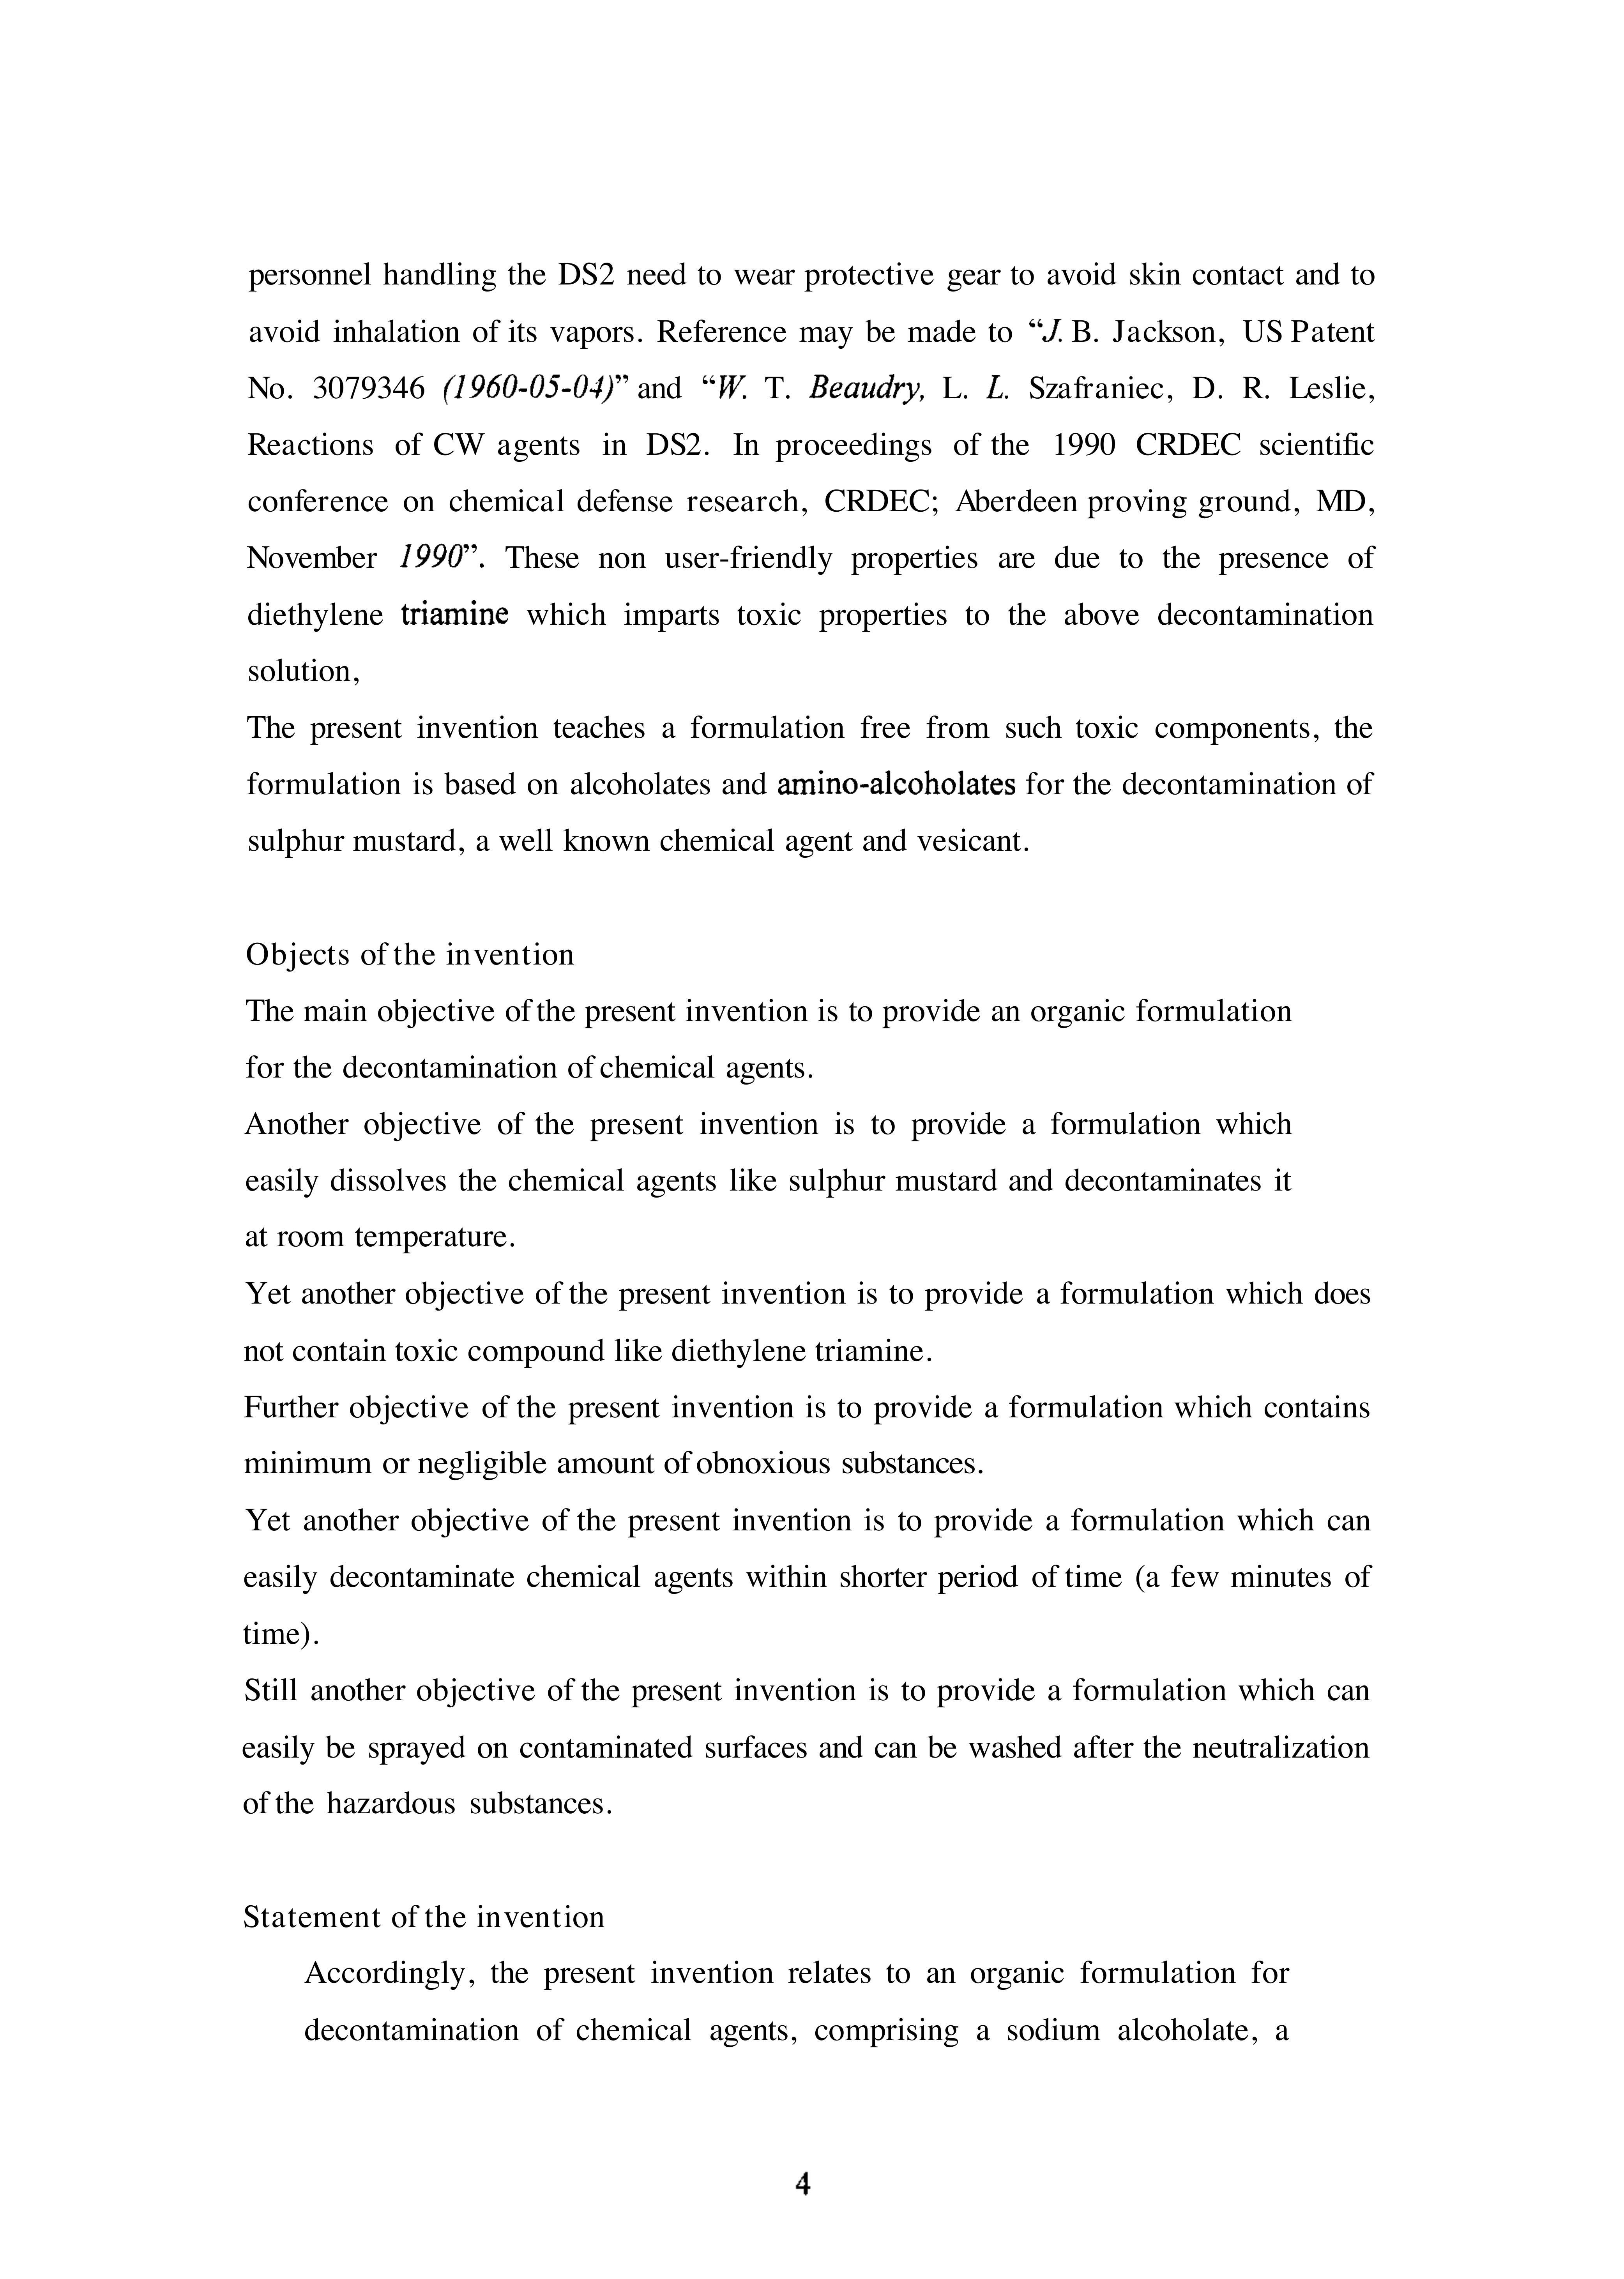 personnel handling the DS2 need to wear protective gear to avoid skin contact and to
avoid inhalation of its vapors. Reference may be made to “J. B. Jackson, US Patent
No. 3079346 (1960-05-04)” and “W. T. Beaudry, L. L. Szafraniec, D. R. Leslie,
Reactions of CW agents in DS2. In proceedings of the 1990 CRDEC scientific
conference on chemical defense research, CRDEC; Aberdeen proving ground, MD,
November 1990”. These non user-friendly properties are due to the presence of
diethylene triamine which imparts toxic properties to the above decontamination
solution,
The present invention teaches a formulation free from such toxic components, the
formulation is based on alcoholates and amino-alcoholates for the decontamination of
sulphur mustard, a well known chemical agent and vesicant.
Objects of the invention
The main objective of the present invention is to provide an organic formulation
for the decontamination of chemical agents.
Another objective of the present invention is to provide a formulation which
easily dissolves the chemical agents like sulphur mustard and decontaminates it
at room temperature.
Yet another objective of the present invention is to provide a formulation which does
not contain toxic compound like diethylene triamine.
Further objective of the present invention is to provide a formulation which contains
minimum or negligible amount of obnoxious substances.
Yet another objective of the present invention is to provide a formulation which can
easily decontaminate chemical agents within shorter period of time (a few minutes of
time).
Still another objective of the present invention is to provide a formulation which can
easily be sprayed on contaminated surfaces and can be washed after the neutralization
of the hazardous substances.
Statement of the invention
Accordingly, the present invention relates to an organic formulation for
decontamination of chemical agents, comprising a sodium alcoholate, a
4